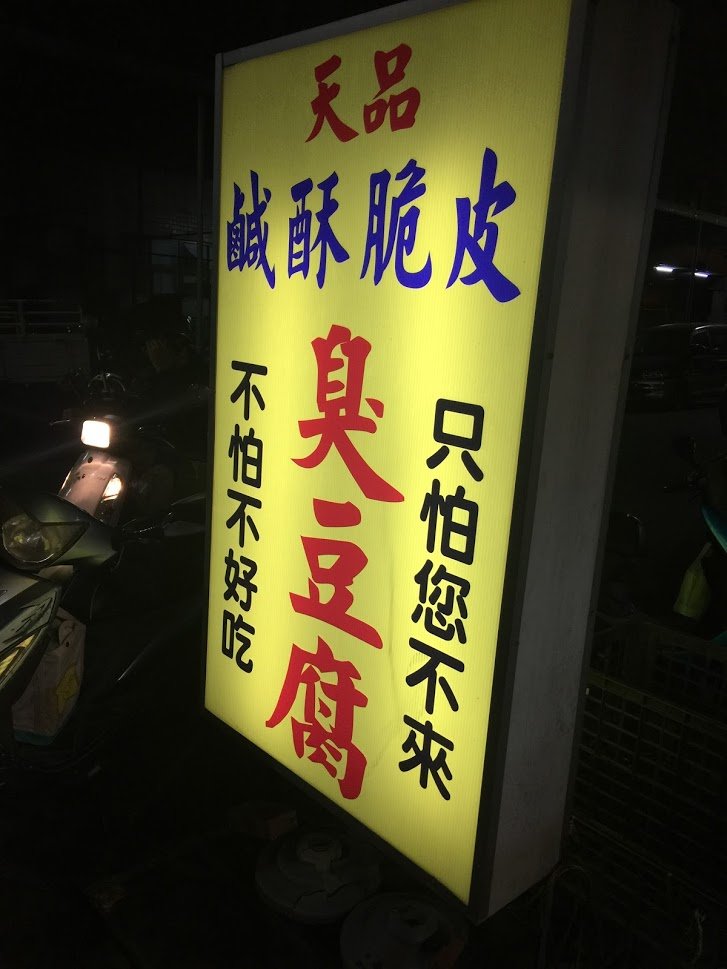 天品
鹹酥脆皮
臭豆腐
不怕不好吃
只怕您不來